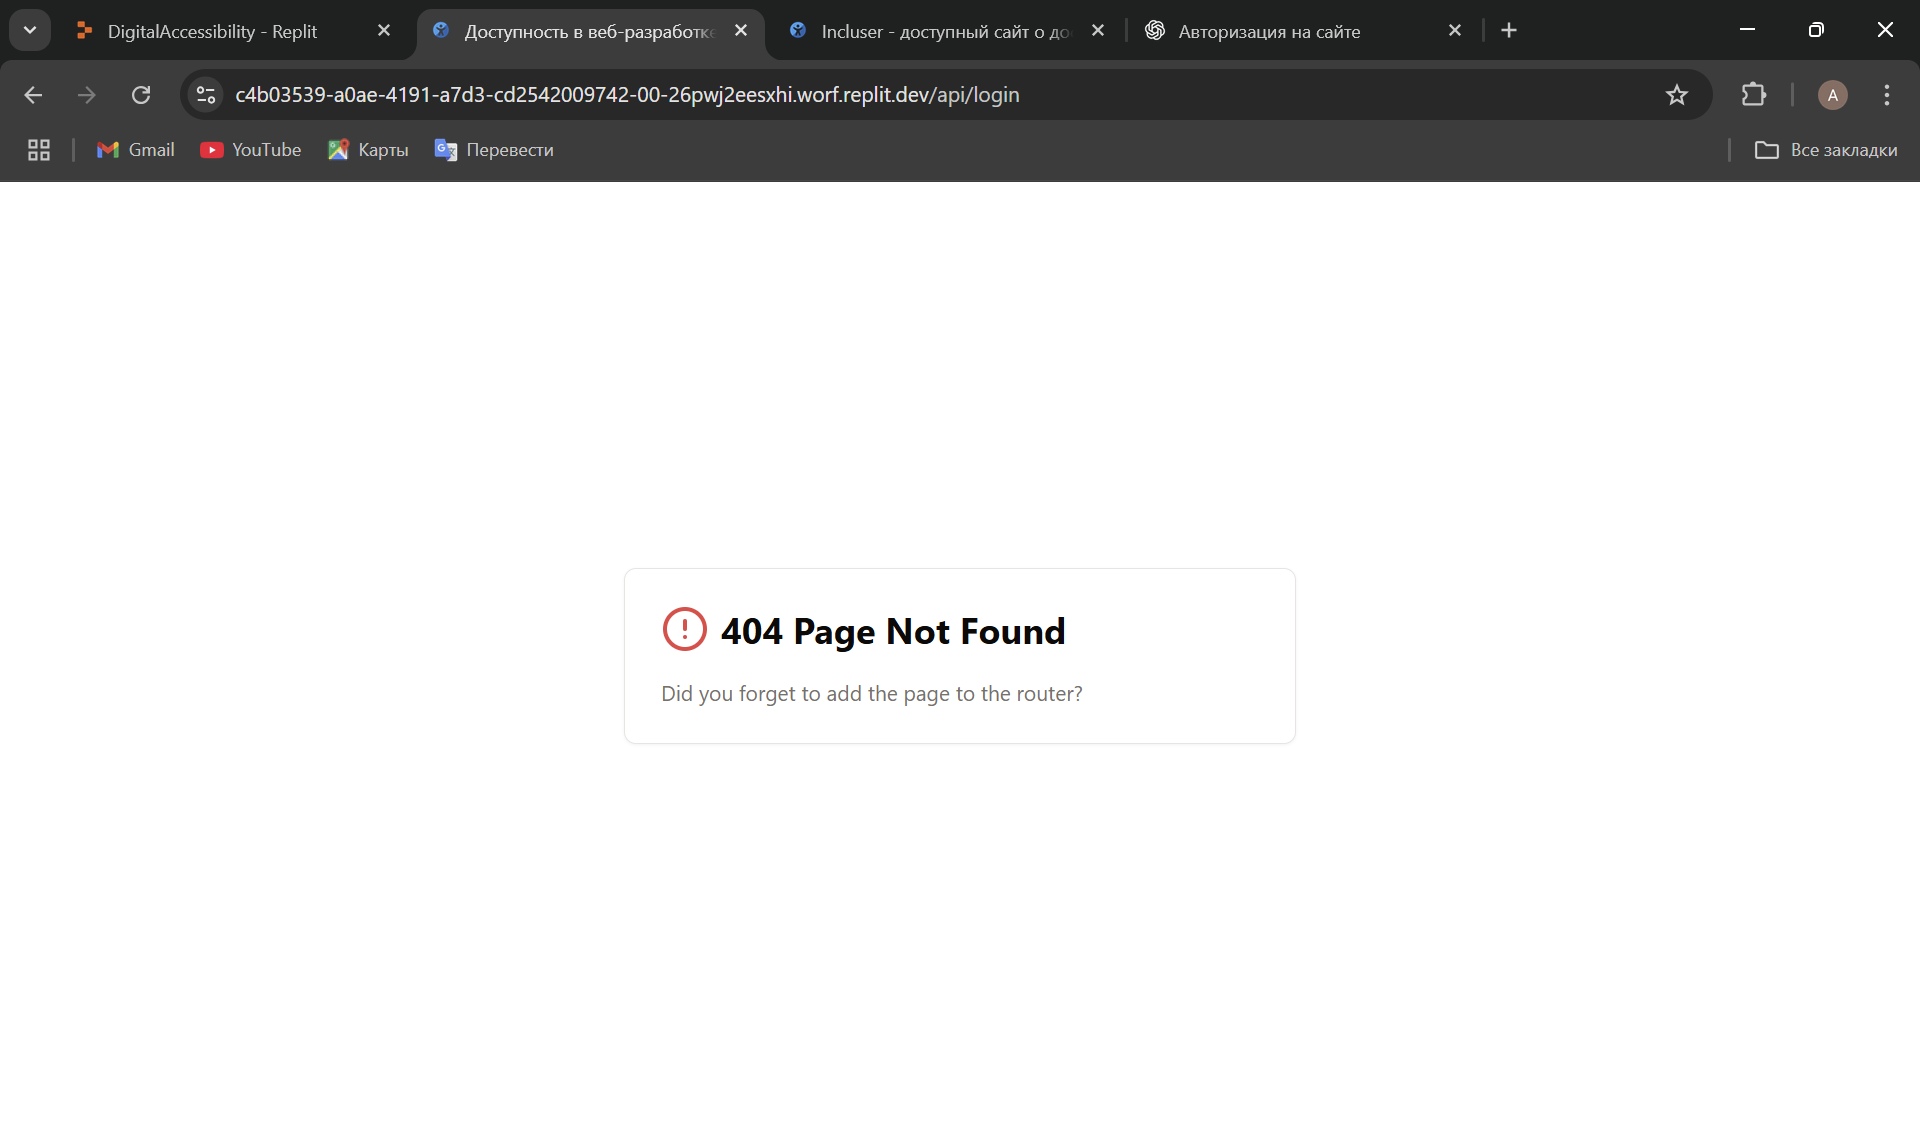 DigitalAccessibility - Replit
Доступность в веб-разработке
Incluser - доступный сайт о до
Авторизация на сайте
c4b03539-a0ae-4191-a7d3-cd2542009742-00-26pwj2eesxhi.worf.replit.dev/api/login
A
Gmail
YouTube
Карты
Перевести
Все закладки
404 Page Not Found
Did you forget to add the page to the router?